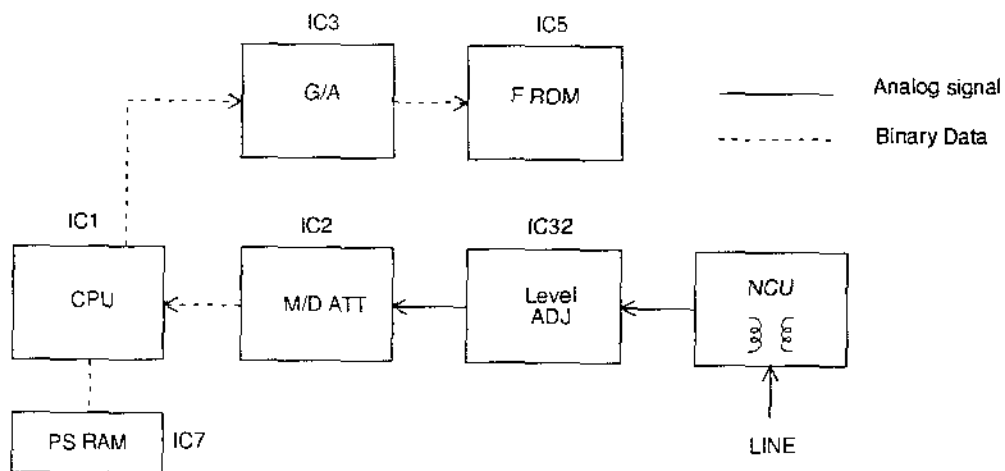 IC3
IC5
G/A
F ROM
Analog signal
Binary Data
IC1
IC2
IC32
CPU
M/D ATT
Level
ADJ
NCU
PS RAM
IC7
LINE